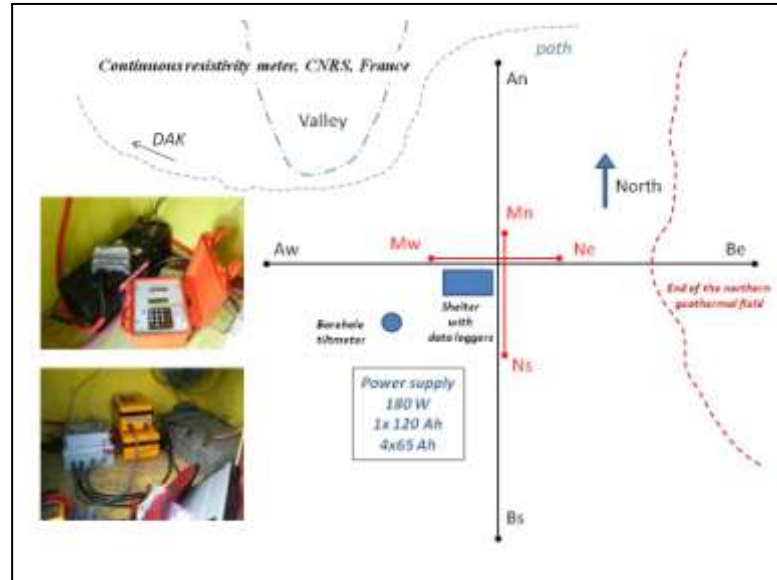 path
Continuous resistivity meter, CNRS, France
An
Valley
DAK
North
Mn
Mw
Ne
Aw
Be
End of the northern
geothermal field
Shelter
with
data loggers
Borehole
tiltmeter
Ns
Power supply
180 W
1x 120 Ah
4x65 Ah
Bs